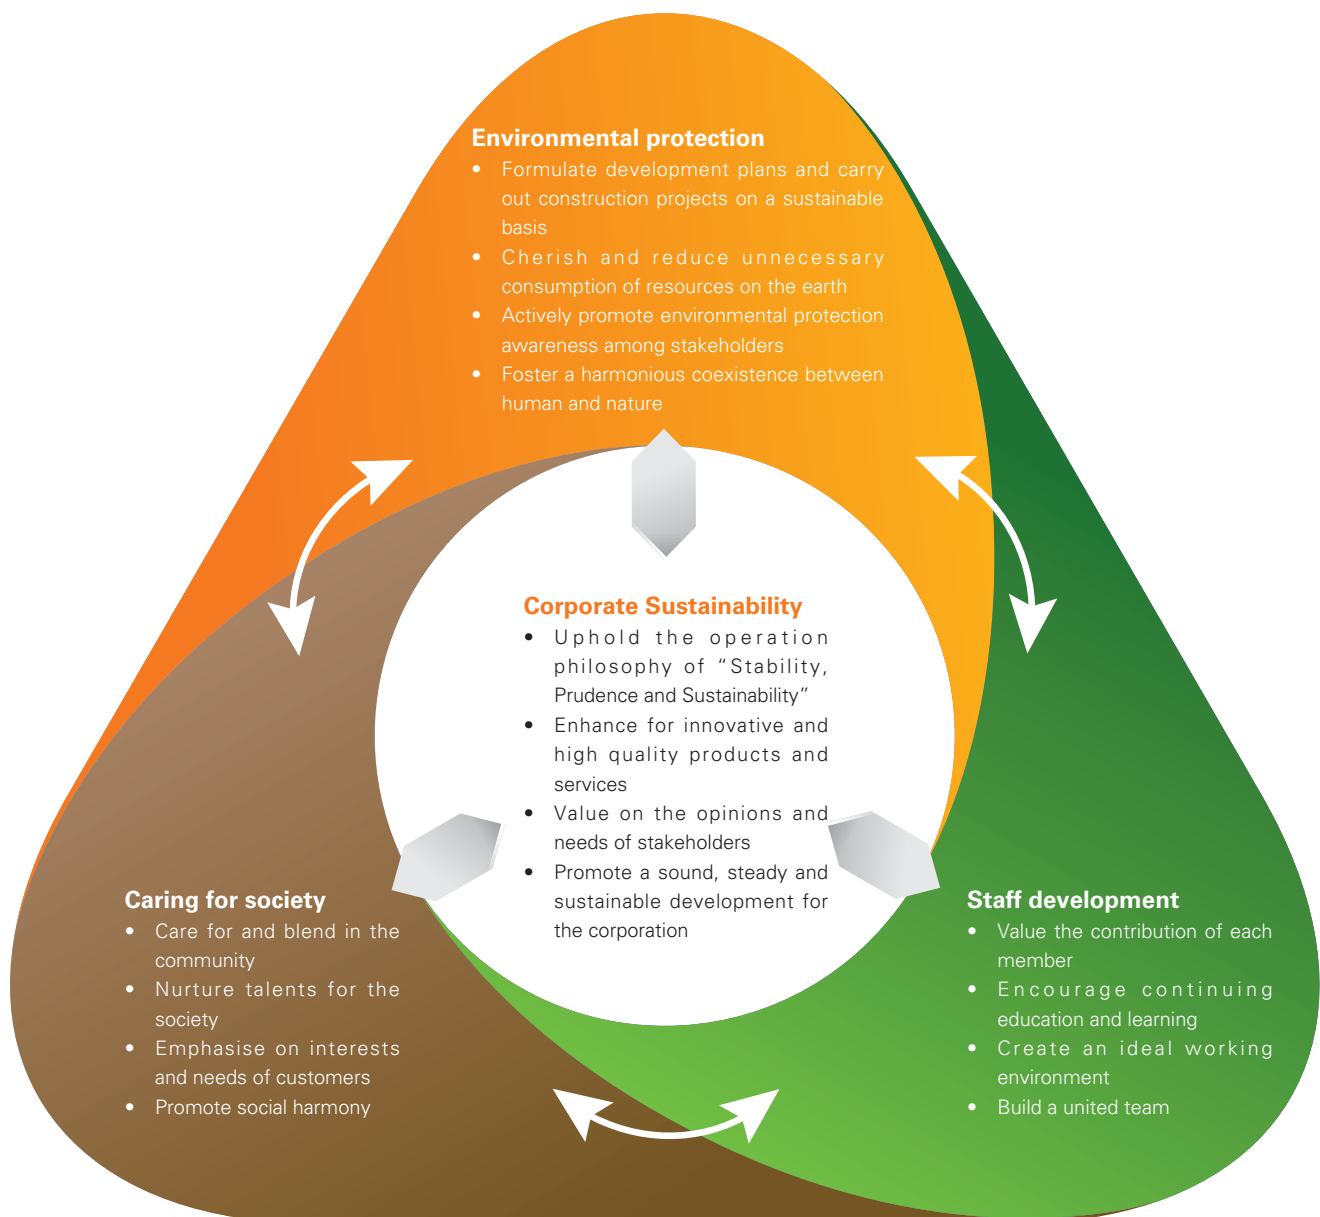 Environmental protection
• Formulate development plans and carry
out construction projects on a sustainable
basis
• Cherish and reduce unnecessary
consumption of resources on the earth
• Actively promote environmental protection
awareness among stakeholders
• Foster a harmonious coexistence between
human and nature
Corporate Sustainability
• Uphold the operation
philosophy of “Stability,
Prudence and Sustainability”
• Enhance for innovative and
high quality products and
services
• Value on the opinions and
needs of stakeholders
• Promote a sound, steady and
sustainable development for
the corporation
Caring for society
• Care for and blend in the
community
• Nurture talents for the
society
• Emphasise on interests
and needs of customers
• Promote social harmony
Staff development
• Value the contribution of each
member
• Encourage continuing
education and learning
• Create an ideal working
environment
• Build a united team